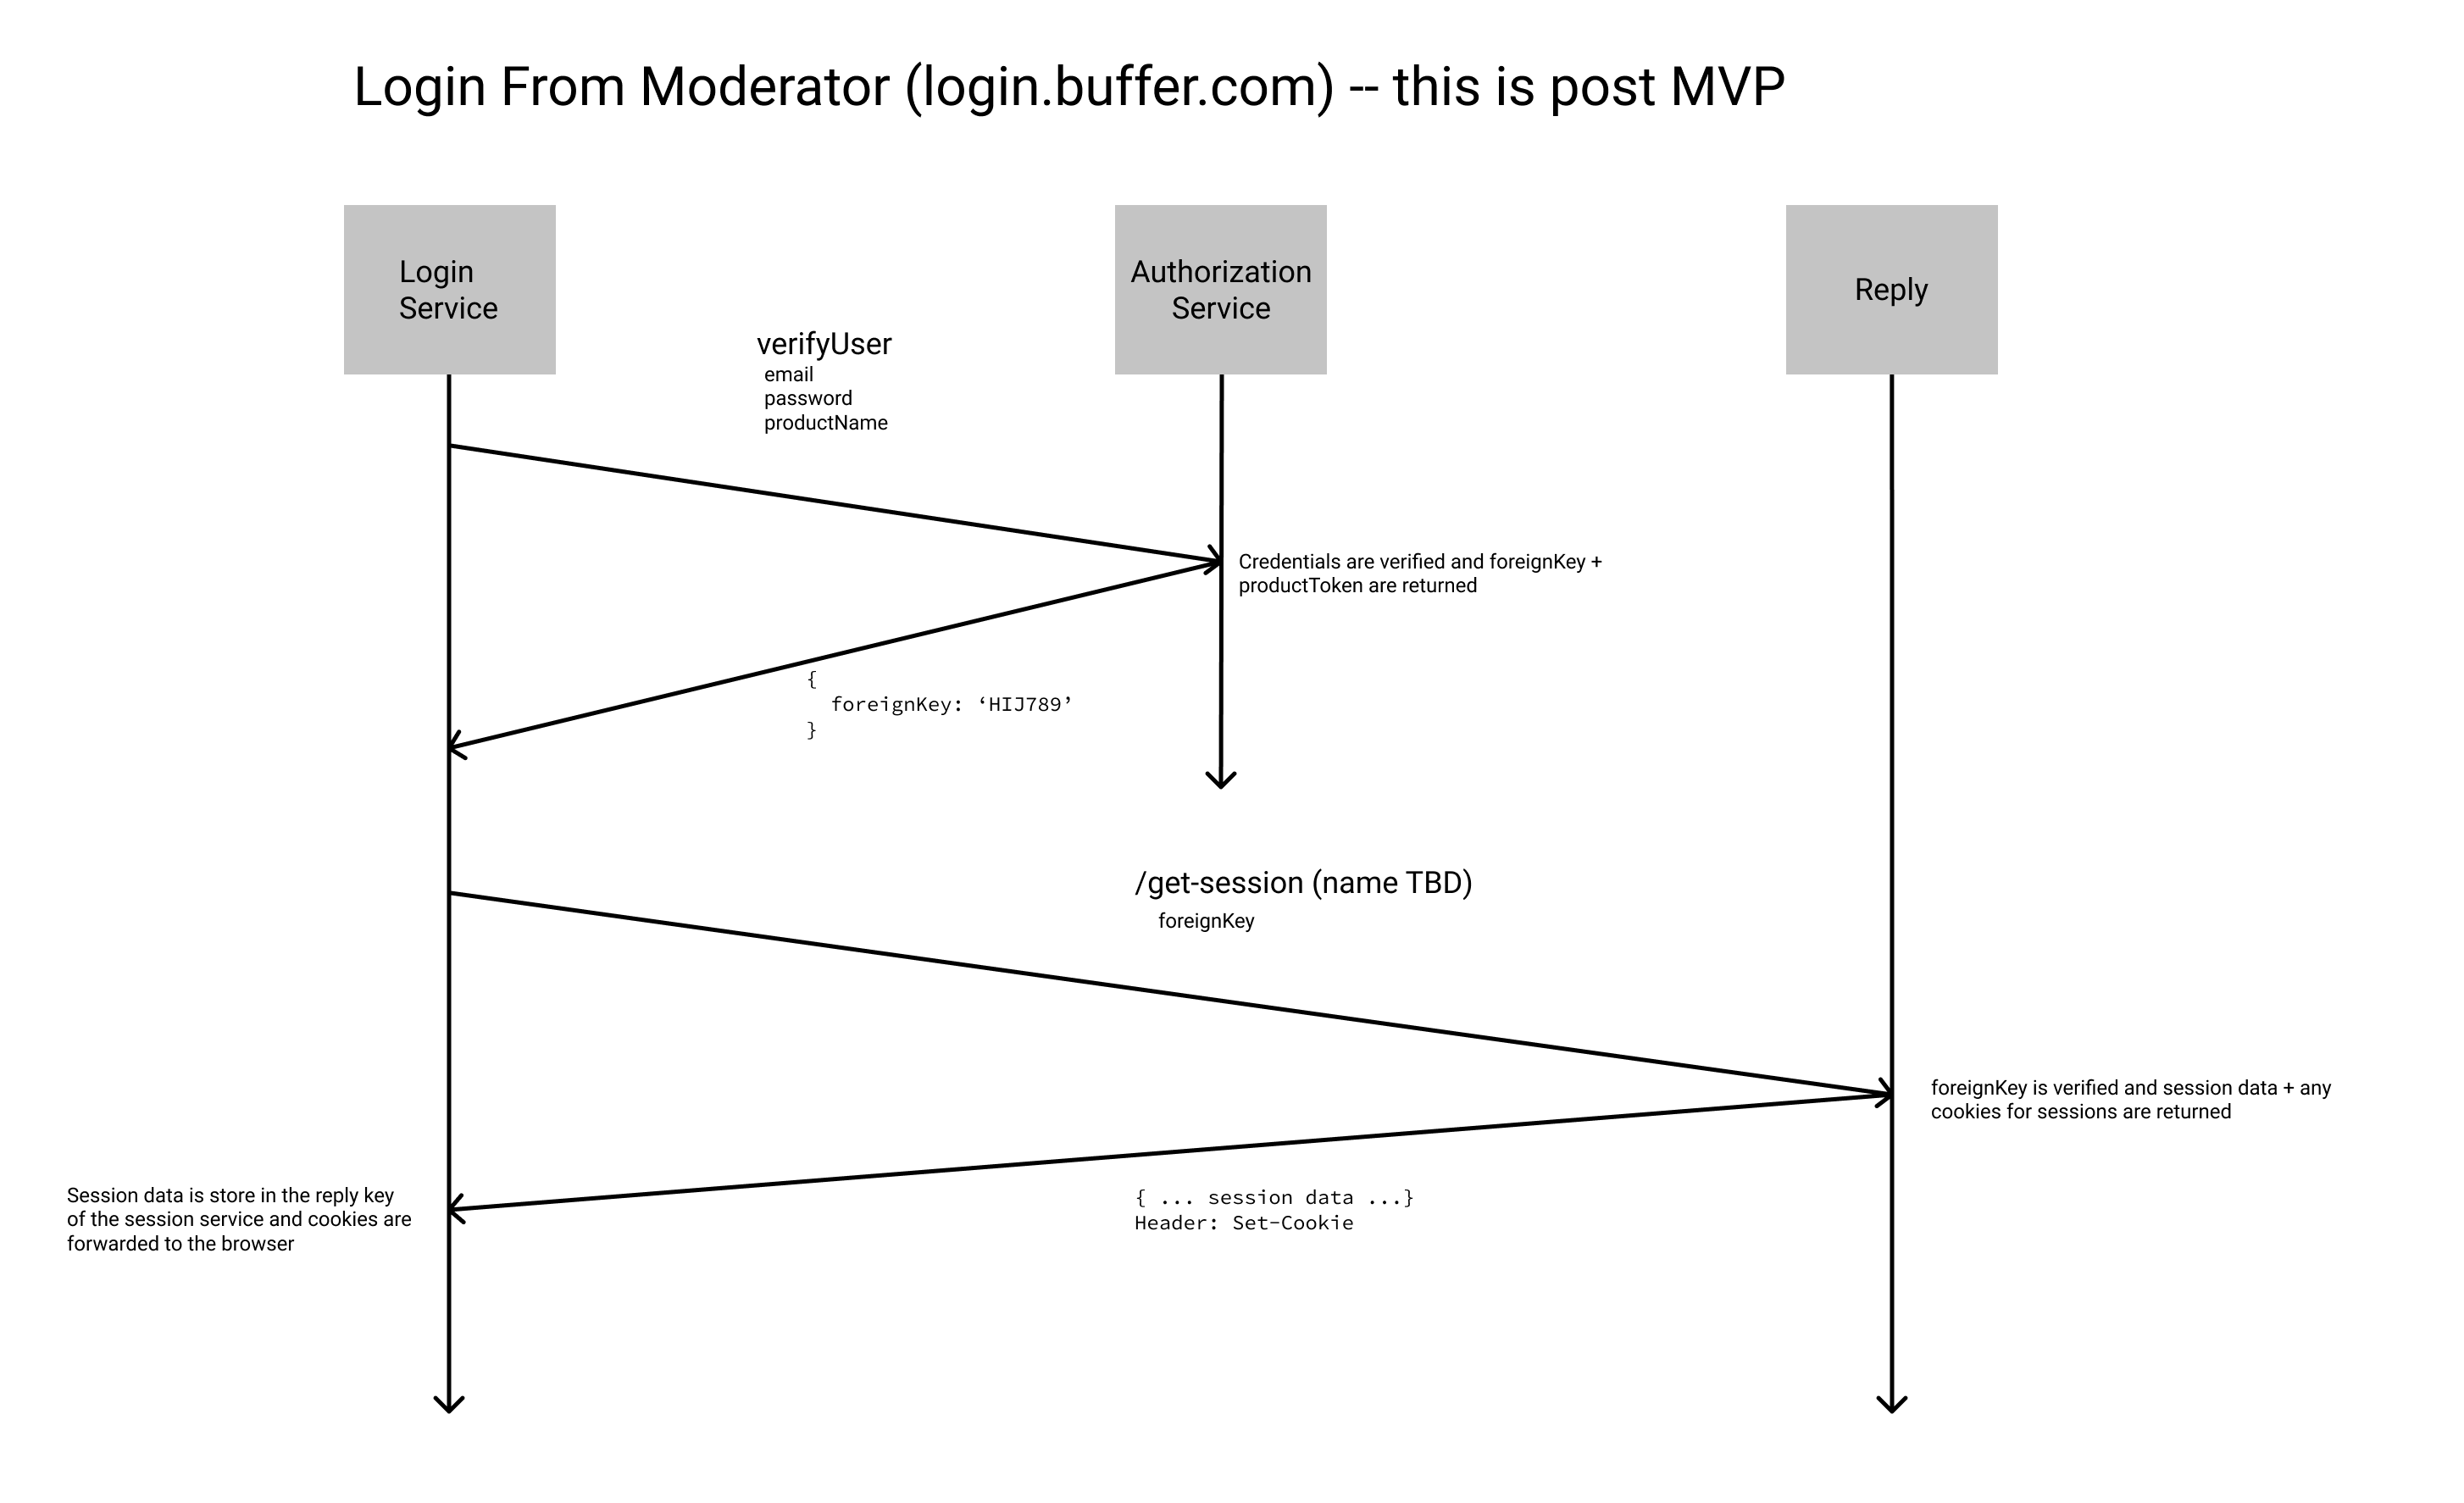 Login From Moderator (login.buffer.com) -- this is post MVP
Login
Service
Authorization
Service
Reply
verifyUser
email
password
productName
Credentials are verified and foreignKey +
productToken are returned
{
foreignKey: ‘HIJ789’
}
/get-session (name TBD)
foreignKey
foreignKey is verified and session data + any
cookies for sessions are returned
Session data is store in the reply key
of the session service and cookies are
forwarded to the browser
{ ... session data ...}
Header: Set-Cookie